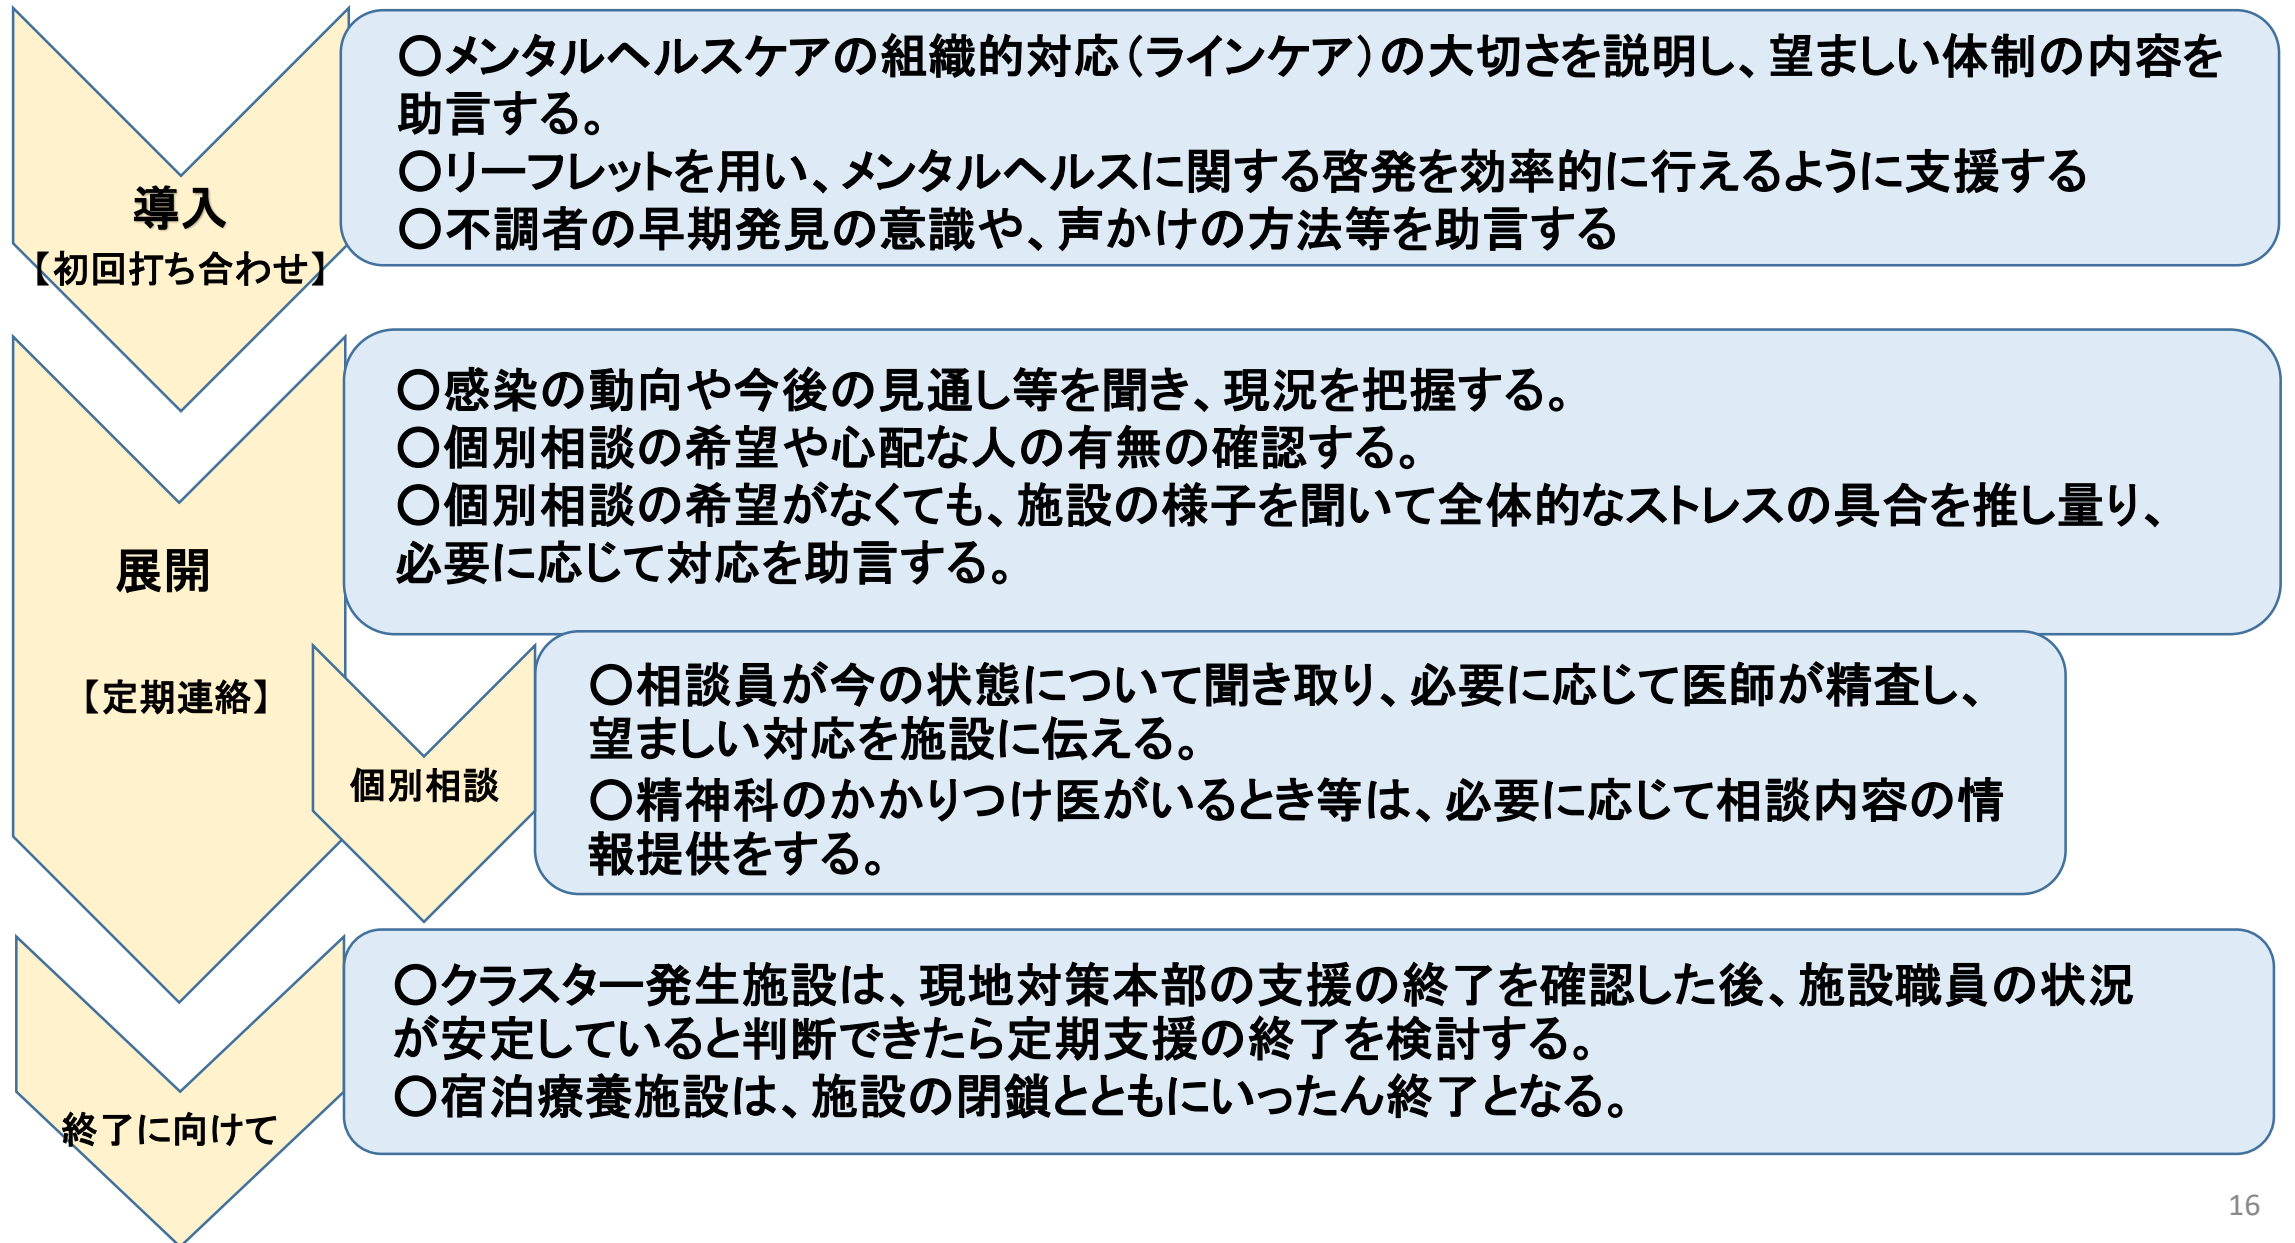 導入
【初回打ち合わせ】
〇メンタルヘルスケアの組織的対応（ラインケア）の大切さを説明し、望ましい体制の内容を
助言する。
〇リーフレットを用い、メンタルヘルスに関する啓発を効率的に行えるように支援する
〇不調者の早期発見の意識や、声かけの方法等を助言する
展開
【定期連絡】
〇感染の動向や今後の見通し等を聞き、現況を把握する。
〇個別相談の希望や心配な人の有無の確認する。
〇個別相談の希望がなくても、施設の様子を聞いて全体的なストレスの具合を推し量り、
必要に応じて対応を助言する。
個別相談
〇相談員が今の状態について聞き取り、必要に応じて医師が精査し、
望ましい対応を施設に伝える。
〇精神科のかかりつけ医がいるとき等は、必要に応じて相談内容の情
報提供をする。
終了に向けて
〇クラスター発生施設は、現地対策本部の支援の終了を確認した後、施設職員の状況
が安定していると判断できたら定期支援の終了を検討する。
〇宿泊療養施設は、施設の閉鎖とともにいったん終了となる。
16